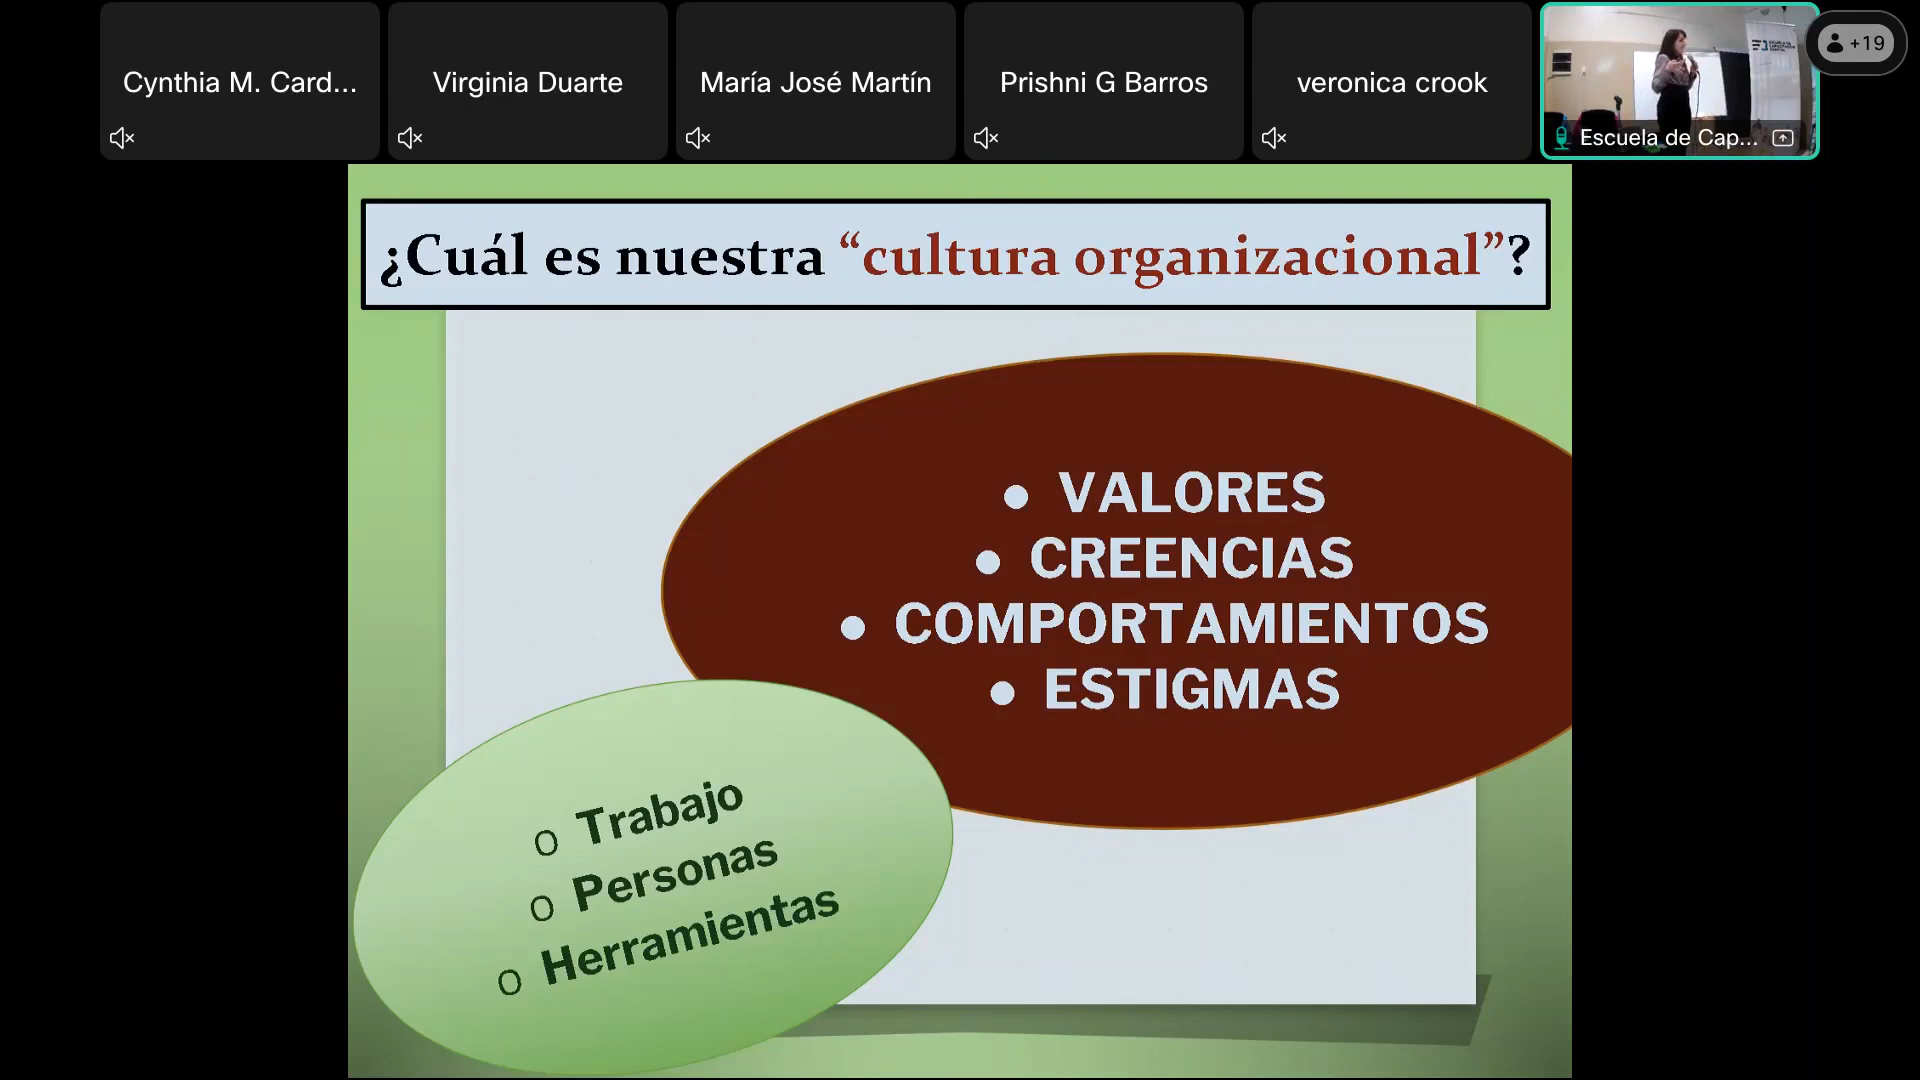 Cynthia M. Card...
Virginia Duarte
María José Martín
Prishni G Barros
veronica crook
Escuela de Cap...
+19
¿Cuál es nuestra “cultura organizacional”?
● VALORES
● CREENCIAS
● COMPORTAMIENTOS
● ESTIGMAS
o Trabajo
o Personas
o Herramientas